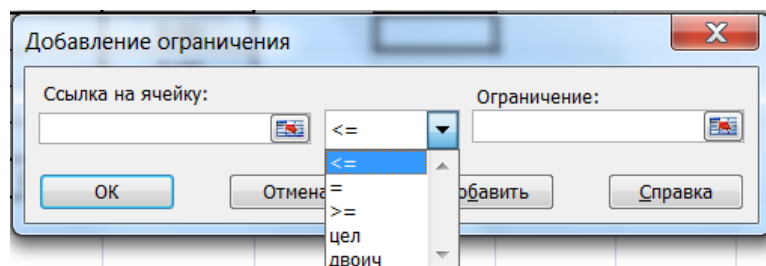 Добавление ограничения
Ссылка на ячейку:
Ограничение:
<=
<=
=
>=
цел
двоич
ОК
Отмена
обавить
Справка